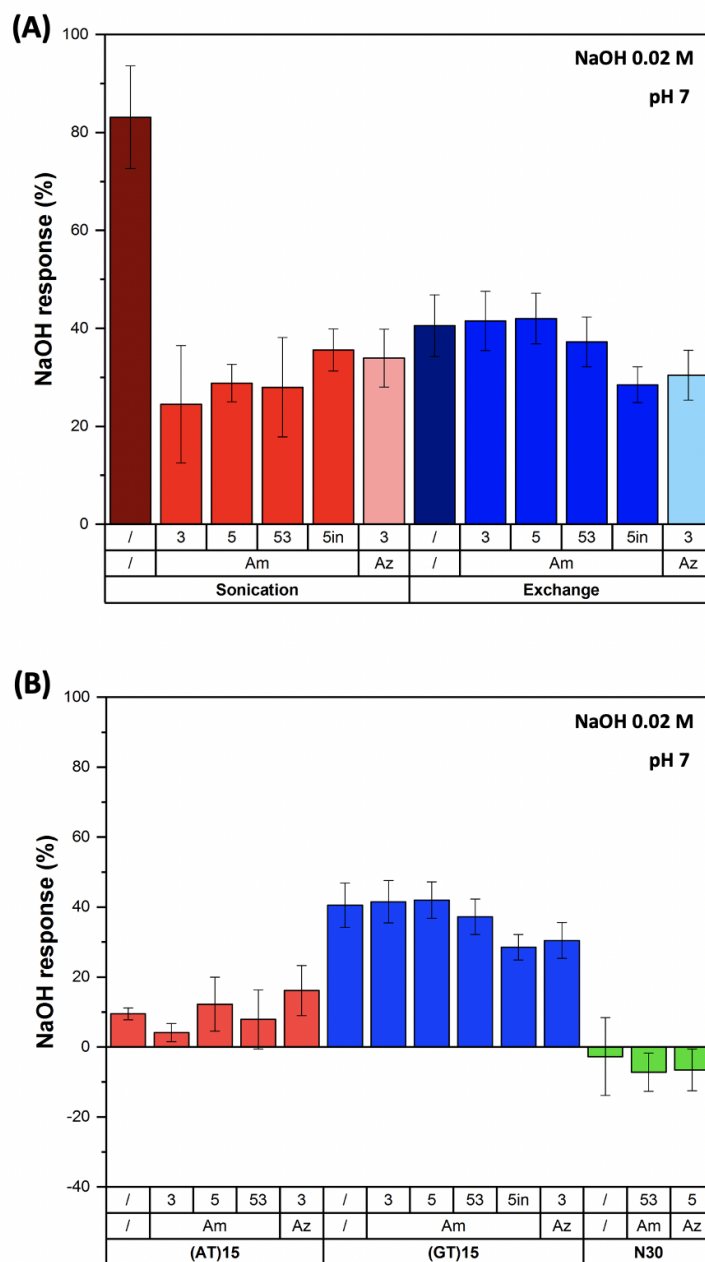 (A)
100
NaOH 0.02 M
pH 7
80
60
40
20
0
NaOH response (%)
/ 3 5 53 5in 3 / 3 5 53 5in 3
/ Am Az / Am Az
Sonication Exchange
(B)
100
NaOH 0.02 M
pH 7
80
60
40
20
0
-20
-40
NaOH response (%)
/ 3 5 53 3 / 3 5 53 5in 3 / 53 5
/ Am Az / Am Az / Am Az
(AT)15 (GT)15 N30